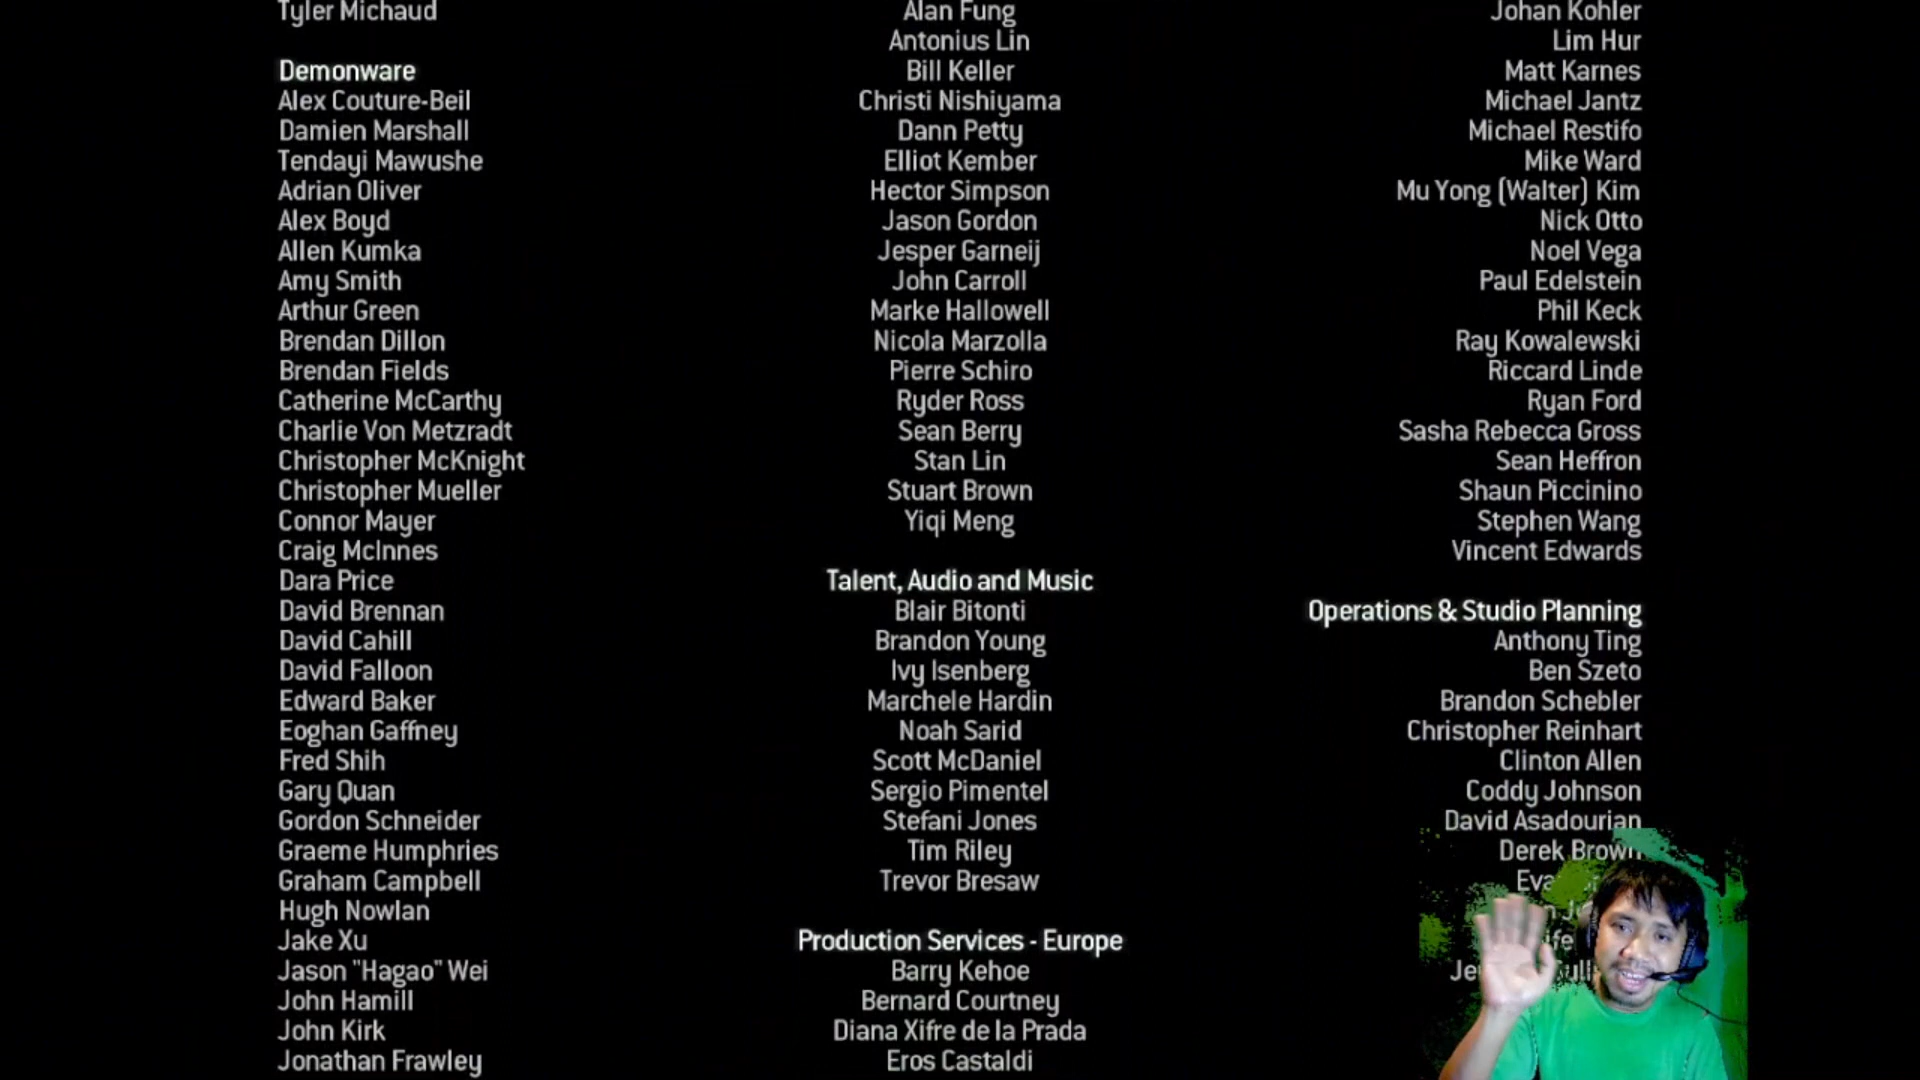 Tyler Michaud
Demonware
Alex Couture-Beil
Damien Marshall
Tendayi Mawushe
Adrian Oliver
Alex Boyd
Allen Kumka
Amy Smith
Arthur Green
Brendan Dillon
Brendan Fields
Catherine McCarthy
Charlie Von Metzradt
Christopher McKnight
Christopher Mueller
Connor Mayer
Craig McInnes
Dara Price
David Brennan
David Cahill
David Falloon
Edward Baker
Eoghan Gaffney
Fred Shih
Gary Quan
Gordon Schneider
Graeme Humphries
Graham Campbell
Hugh Nowlan
Jake Xu
Jason "Hagao" Wei
John Hamill
John Kirk
Jonathan Frawley
Alan Fung
Antonius Lin
Bill Keller
Christi Nishiyama
Dann Petty
Elliot Kember
Hector Simpson
Jason Gordon
Jesper Garneij
John Carroll
Marke Hallowell
Nicola Marzolla
Pierre Schiro
Ryder Ross
Sean Berry
Stan Lin
Stuart Brown
Yiqi Meng
Talent, Audio and Music
Blair Bitonti
Brandon Young
Ivy Isenberg
Marchele Hardin
Noah Sarid
Scott McDaniel
Sergio Pimentel
Stefani Jones
Tim Riley
Trevor Bresaw
Production Services - Europe
Barry Kehoe
Bernard Courtney
Diana Xifre de la Prada
Eros Castaldi
Johan Kohler
Lim Hur
Matt Karnes
Michael Jantz
Michael Restifo
Mike Ward
Mu Yong (Walter) Kim
Nick Otto
Noel Vega
Paul Edelstein
Phil Keck
Ray Kowalewski
Riccard Linde
Ryan Ford
Sasha Rebecca Gross
Sean Heffron
Shaun Piccinino
Stephen Wang
Vincent Edwards
Operations & Studio Planning
Anthony Ting
Ben Szeto
Brandon Schebler
Christopher Reinhart
Clinton Allen
Coddy Johnson
David Asadourian
Derek Brown